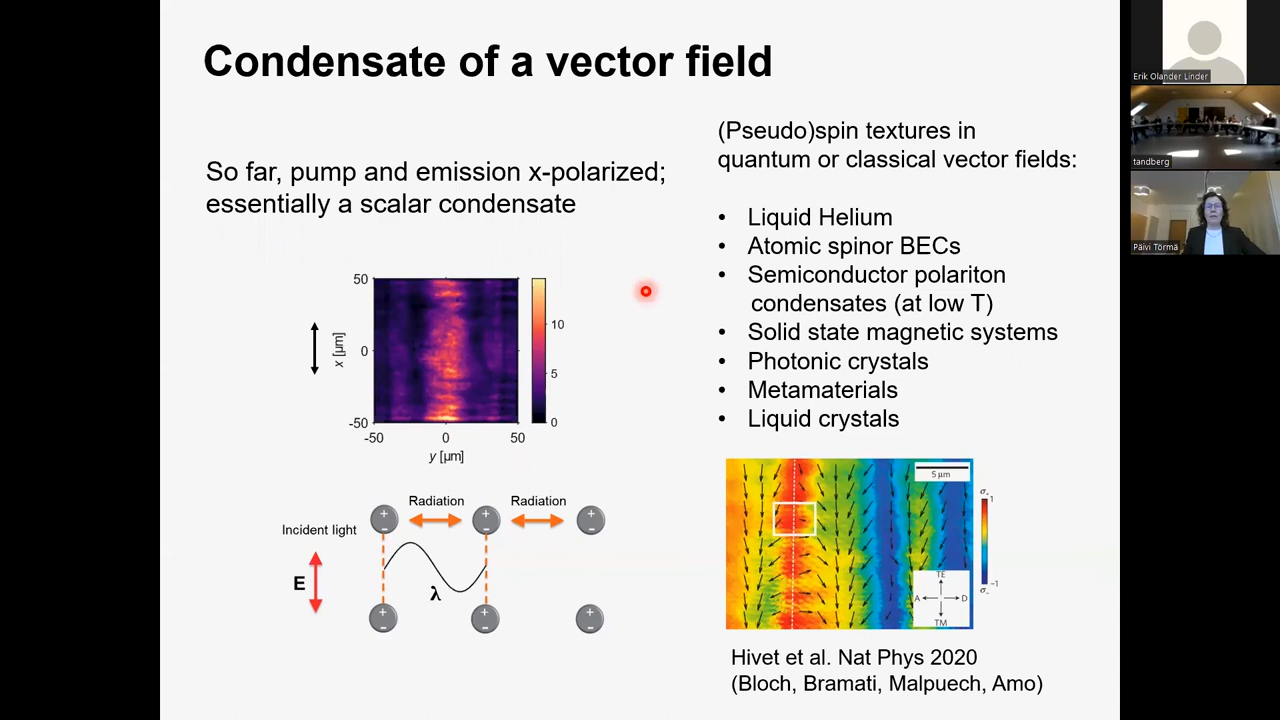 Condensate of a vector field
So far, pump and emission x-polarized;
essentially a scalar condensate
50
0
-50
x [µm]
-50
0
50
y [µm]
10
5
0
Radiation
Radiation
Incident light
E
λ
+
-
+
-
+
-
+
-
+
-
+
-
(Pseudo)spin textures in
quantum or classical vector fields:
• Liquid Helium
• Atomic spinor BECs
• Semiconductor polariton
condensates (at low T)
• Solid state magnetic systems
• Photonic crystals
• Metamaterials
• Liquid crystals
5 µm
σ₊
1
-1
σ₋
TE
A
D
TM
Hivet et al. Nat Phys 2020
(Bloch, Bramati, Malpuech, Amo)
Erik Olander Linder
tandberg
Päivi Törmä